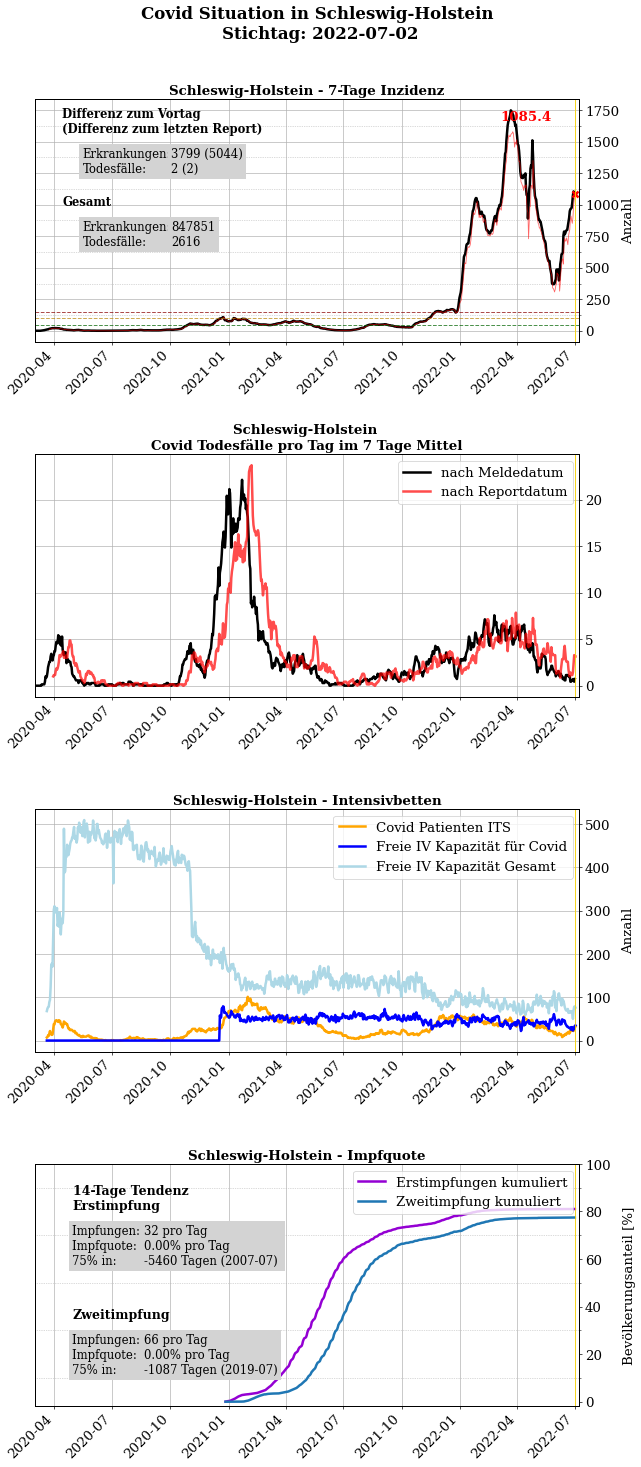 Covid Situation in Schleswig-Holstein
Stichtag: 2022-07-02
Schleswig-Holstein - 7-Tage Inzidenz
Differenz zum Vortag
(Differenz zum letzten Report)
Erkrankungen 3799 (5044)
Todesfälle: 2 (2)
Gesamt
Erkrankungen 847851
Todesfälle: 2616
1085.4
1750
1500
1250
1000
750
500
250
0
Anzahl
2020-04
2020-07
2020-10
2021-01
2021-04
2021-07
2021-10
2022-01
2022-04
2022-07
Schleswig-Holstein
Covid Todesfälle pro Tag im 7 Tage Mittel
nach Meldedatum
nach Reportdatum
20
15
10
5
0
2020-04
2020-07
2020-10
2021-01
2021-04
2021-07
2021-10
2022-01
2022-04
2022-07
Schleswig-Holstein - Intensivbetten
Covid Patienten ITS
Freie IV Kapazität für Covid
Freie IV Kapazität Gesamt
500
400
300
200
100
0
Anzahl
2020-04
2020-07
2020-10
2021-01
2021-04
2021-07
2021-10
2022-01
2022-04
2022-07
Schleswig-Holstein - Impfquote
14-Tage Tendenz
Erstimpfung
Impfungen: 32 pro Tag
Impfquote: 0.00% pro Tag
75% in: -5460 Tagen (2007-07)
Zweitimpfung
Impfungen: 66 pro Tag
Impfquote: 0.00% pro Tag
75% in: -1087 Tagen (2019-07)
Erstimpfungen kumuliert
Zweitimpfung kumuliert
100
80
60
40
20
0
Bevölkerungsanteil [%]
2020-04
2020-07
2020-10
2021-01
2021-04
2021-07
2021-10
2022-01
2022-04
2022-07